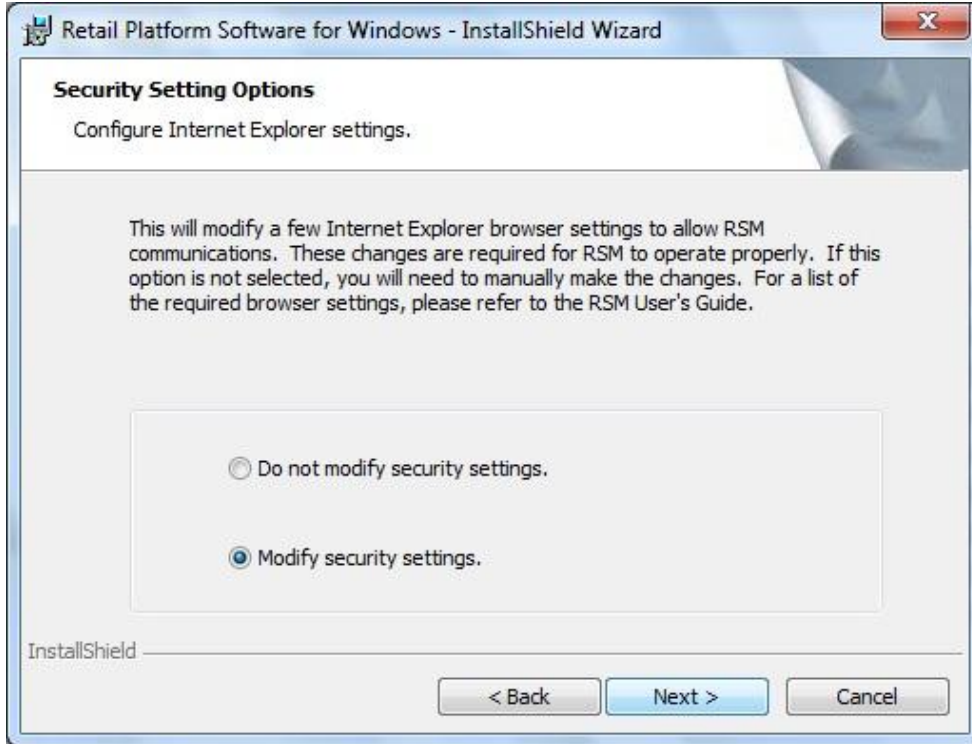 Retail Platform Software for Windows - InstallShield Wizard
Security Setting Options
Configure Internet Explorer settings.
This will modify a few Internet Explorer browser settings to allow RSM
communications. These changes are required for RSM to operate properly. If this
option is not selected, you will need to manually make the changes. For a list of
the required browser settings, please refer to the RSM User's Guide.
Do not modify security settings.
Modify security settings.
InstallShield
< Back
Next >
Cancel